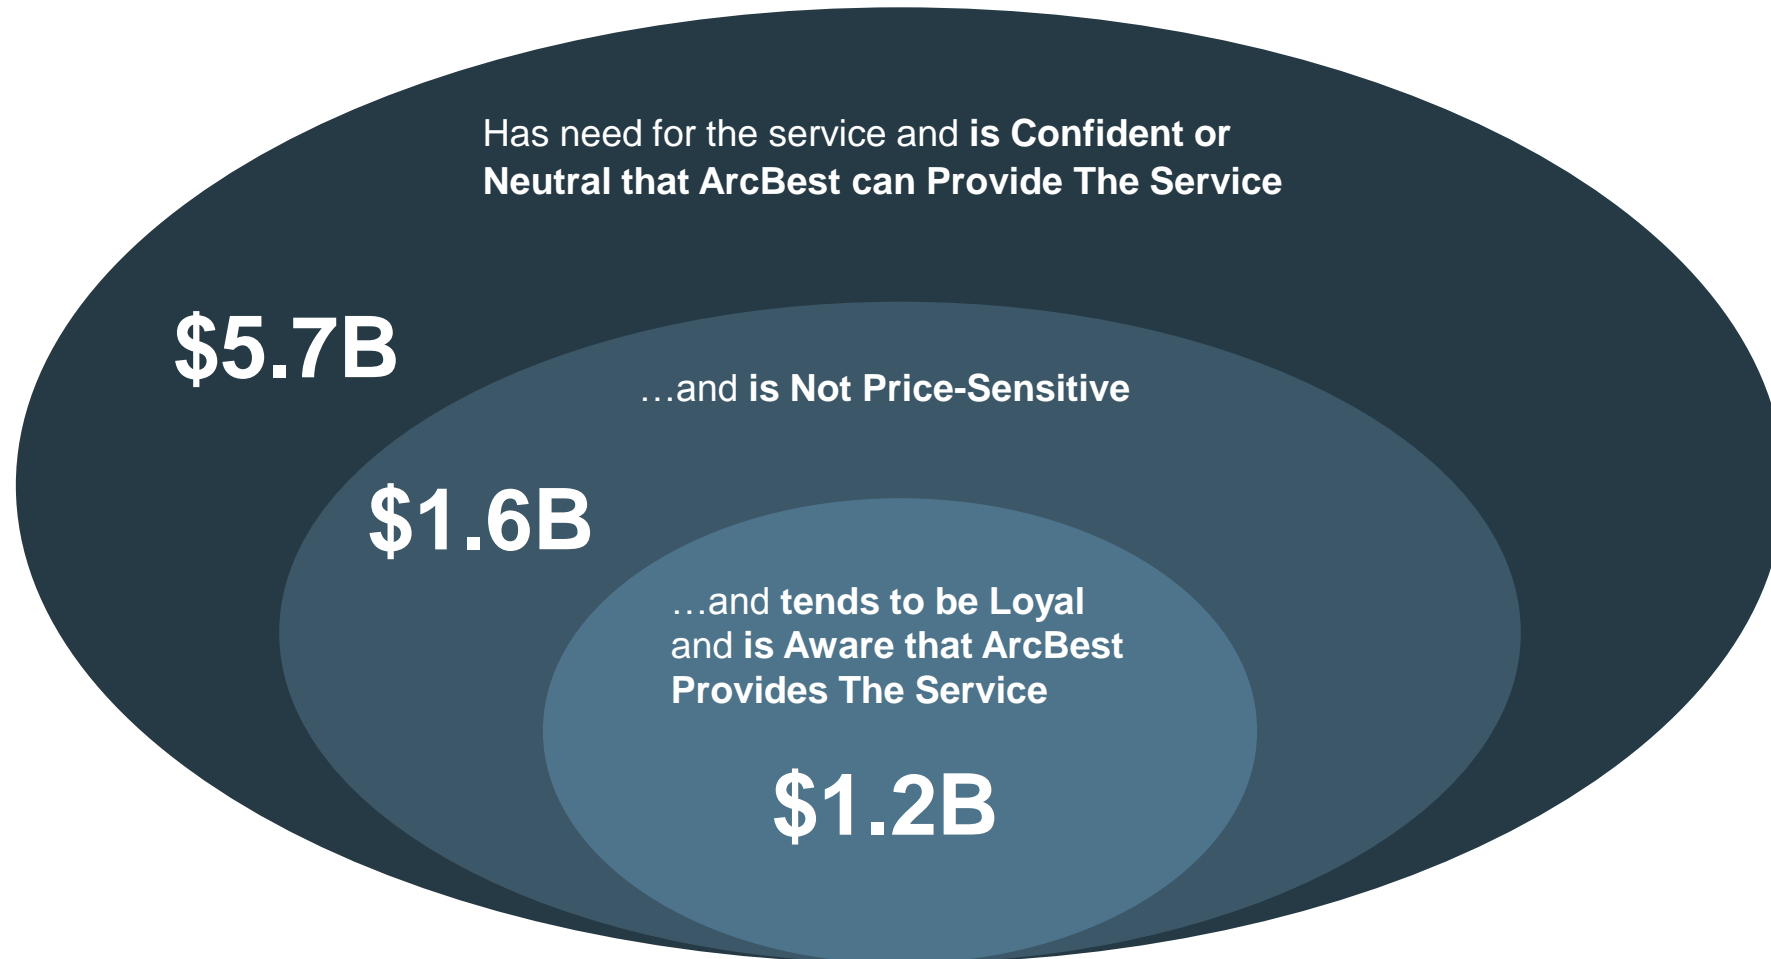 Has need for the service and is Confident or
Neutral that ArcBest can Provide The Service
$5.7B
…and is Not Price-Sensitive
$1.6B
…and tends to be Loyal
and is Aware that ArcBest
Provides The Service
$1.2B